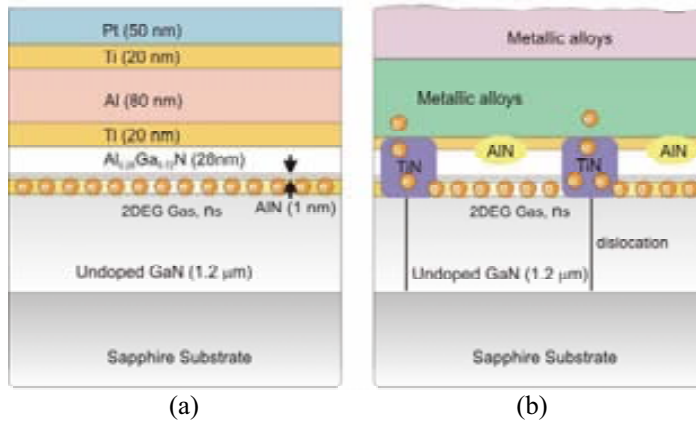 Pt (50 nm)
Ti (20 nm)
Al (80 nm)
Ti (20 nm)
(28nm)
2DEG Gas, ns
AlN (1 nm)
Undoped GaN (1.2 μm)
Sapphire Substrate
(a)
Metallic alloys
Metallic alloys
TiN
AlN
TiN
AlN
2DEG Gas, ns
dislocation
Undoped GaN (1.2 μm)
Sapphire Substrate
(b)